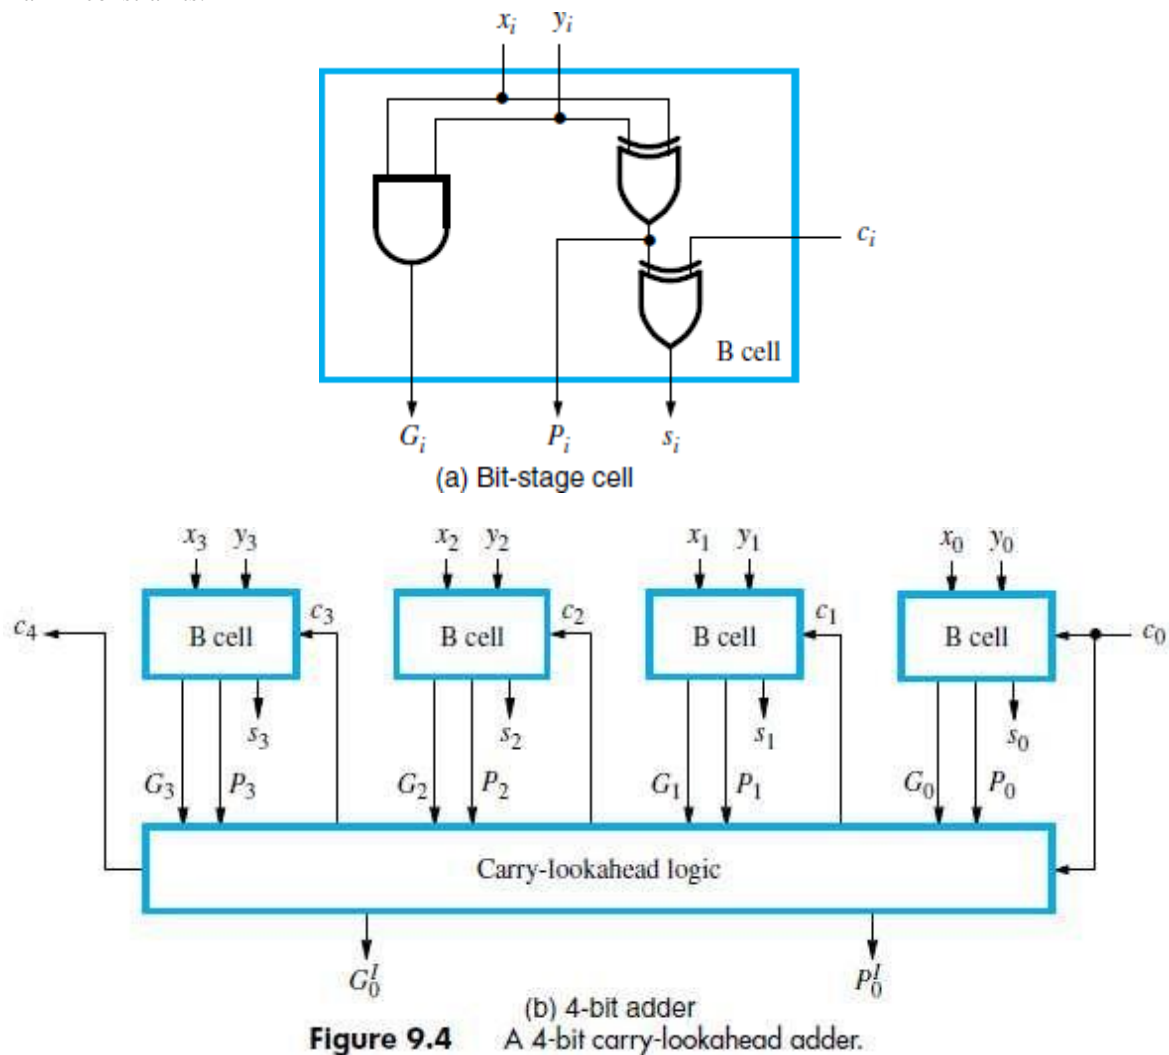 x_i y_i
c_i
B cell
G_i P_i s_i
(a) Bit-stage cell
x_3 y_3 x_2 y_2 x_1 y_1 x_0 y_0
c_4 B cell c_3 B cell c_2 B cell c_1 B cell c_0
s_3 s_2 s_1 s_0
G_3 P_3 G_2 P_2 G_1 P_1 G_0 P_0
Carry-lookahead logic
G_0^I P_0^I
(b) 4-bit adder
Figure 9.4 A 4-bit carry-lookahead adder.